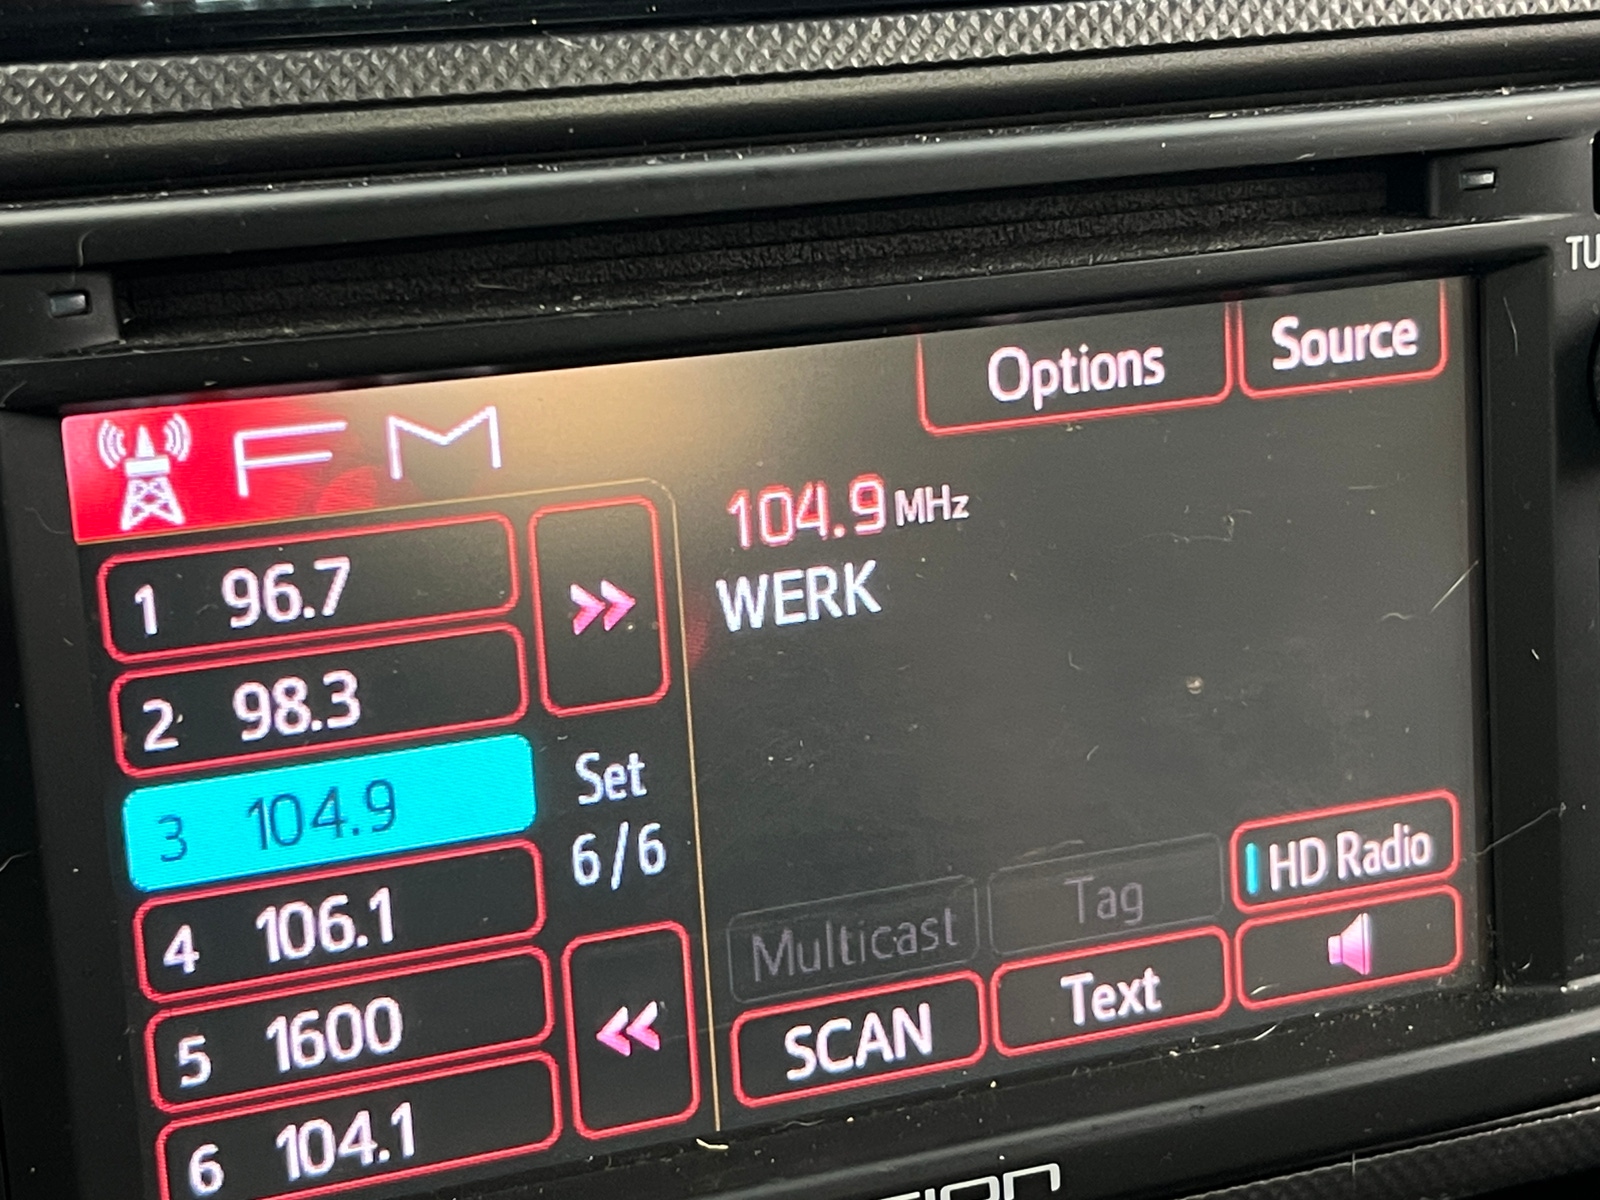 TU
Options
Source
FM
104.9 MHz
WERK
1 96.7
2 98.3
3 104.9
4 106.1
5 1600
6 104.1
>>
Set
6/6
<<
Multicast
Tag
HD Radio
SCAN
Text